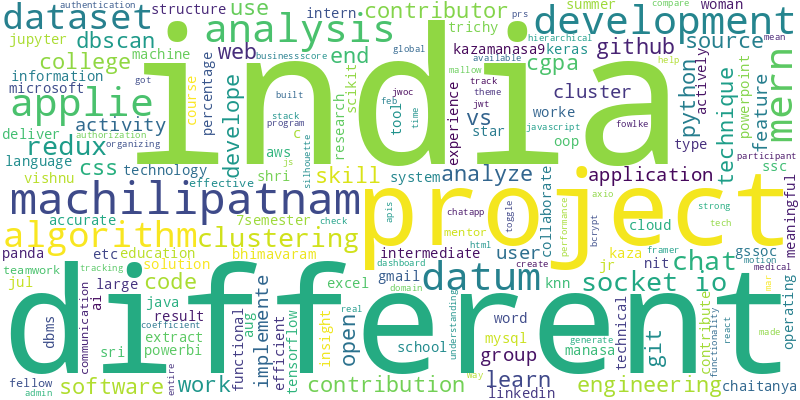 authentication structure intern summer contributor woman prs hierarchical compare mean
dataset use development
dbscan analysis
jupyter machine web end trichy kazamanasa9 keras github source
college percentage businessscore scikit global available cgpa python actively powerpoint mern
information microsoft course got mallow help
applie india
activity develope built jwoc track theme jwt experience cluster technique feature
deliver authorization organizing stack program research tool feb time vs worke star javascript fowlke oop type participant
redux css skill c aws js silhouette
language technology system analyze application ssc
vishnu effective shri
machilipatnam project
accurate check apis chatapp toggle collaborate axio performance bcrypt strong tech cloud meaningful
algorithm clustering 7semester mentor user
panda etc education bhimavaram intermediate html create chat kaza framer gssoc
teamwork tracking solution dashboard gmail datum jr nit motion medical
jul code excel domain socket io knn
different
communication ai large java implemente aug insight open real understanding word mysql git technical contribute functionality react merj operating
dbms result functional efficient tensorflow school group generate manasa made
sri extract powerbi coefficient
fellow admin software entire work contribution way learn linkedin engineering chaitanya